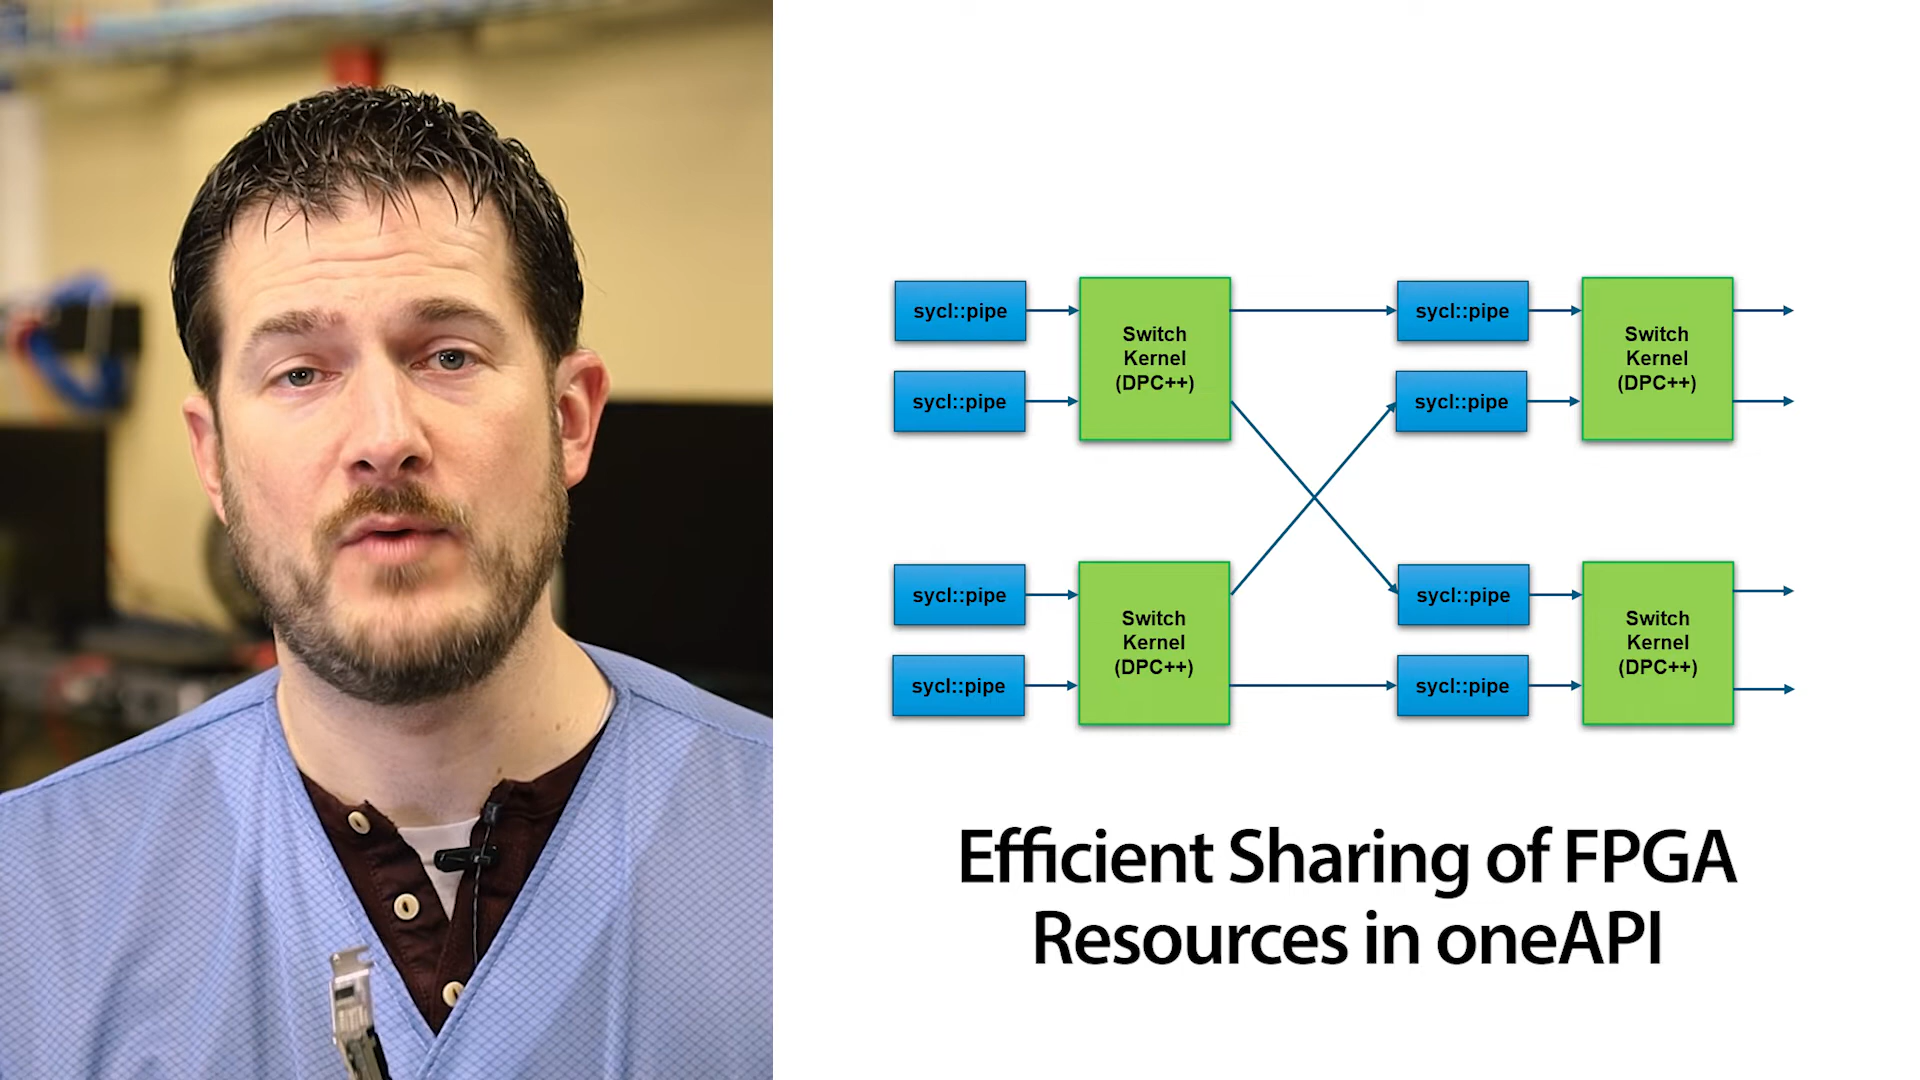 sycl::pipe
sycl::pipe
Switch
Kernel
(DPC++)
sycl::pipe
sycl::pipe
Switch
Kernel
(DPC++)
sycl::pipe
sycl::pipe
Switch
Kernel
(DPC++)
sycl::pipe
sycl::pipe
Switch
Kernel
(DPC++)
Efficient Sharing of FPGA
Resources in oneAPI